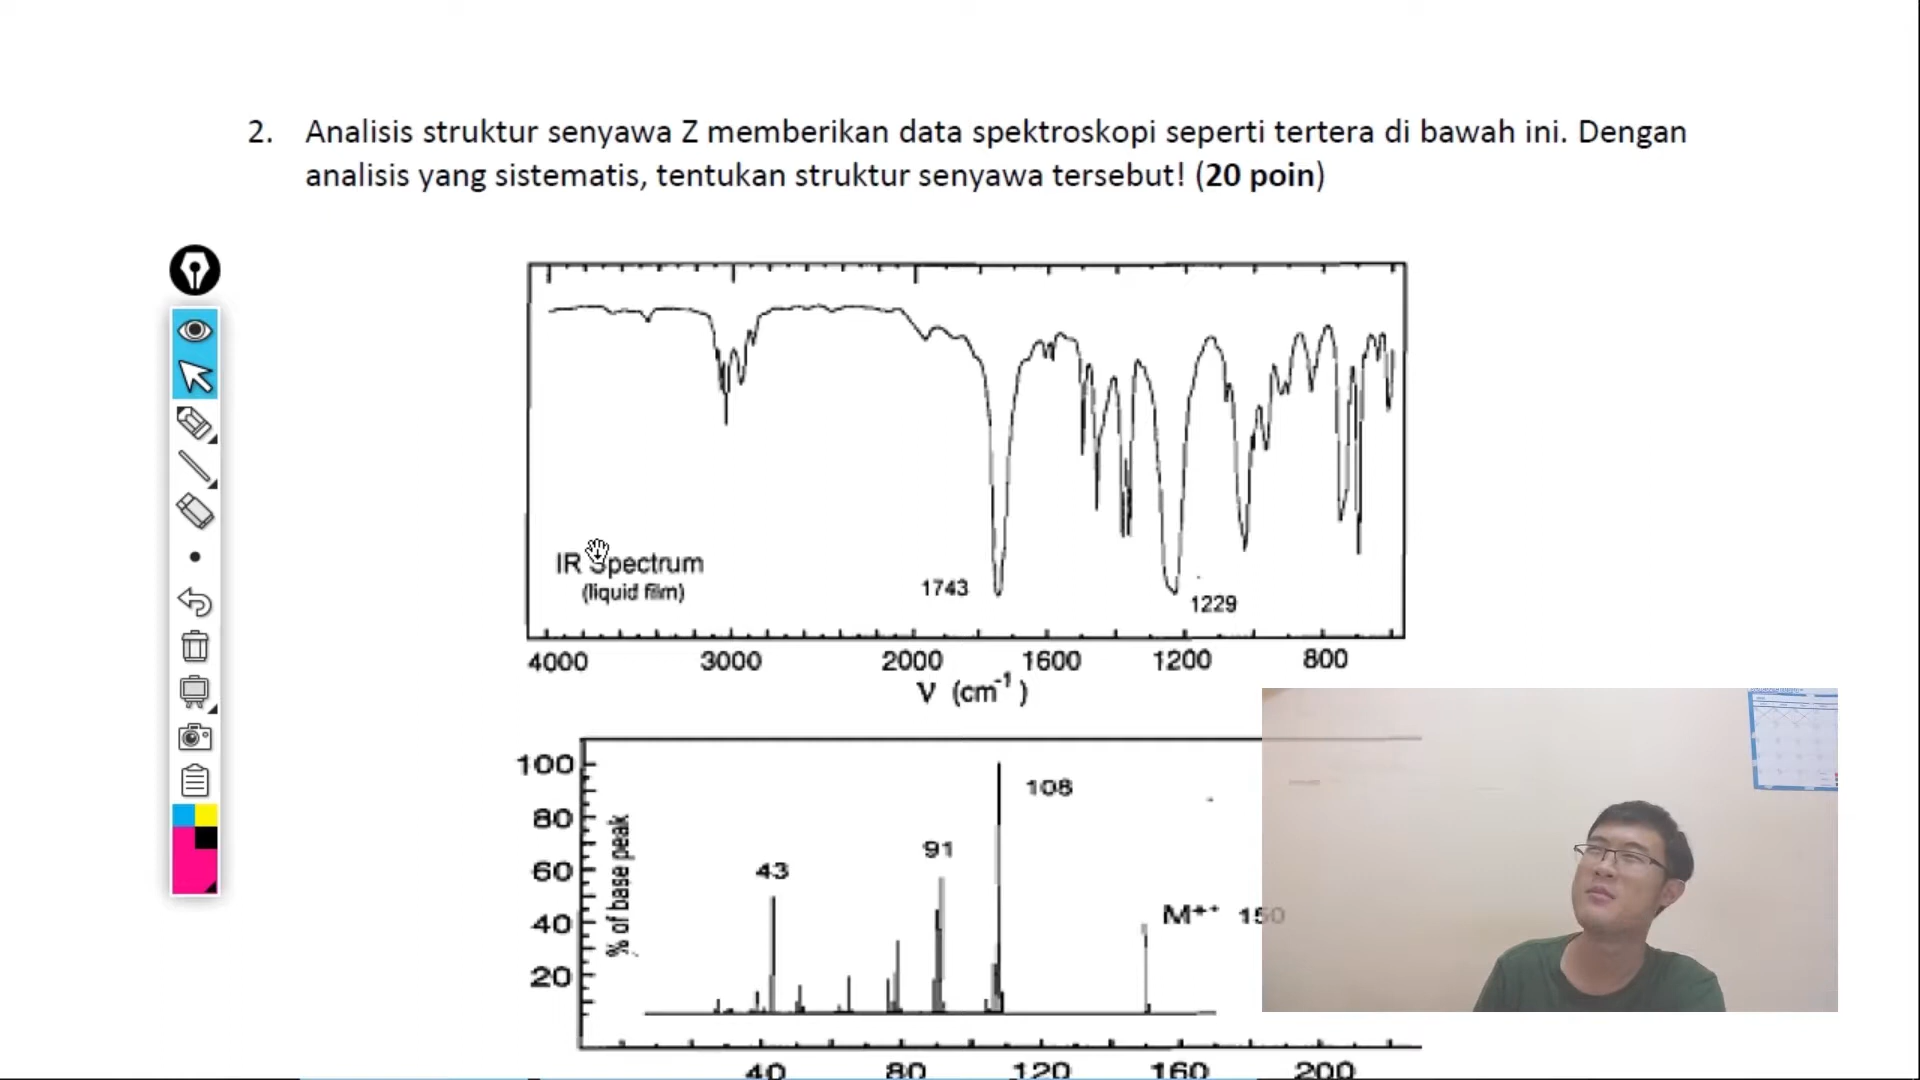 2. Analisis struktur senyawa Z memberikan data spektroskopi seperti tertera di bawah ini. Dengan
analisis yang sistematis, tentukan struktur senyawa tersebut! (20 poin)
IR Spectrum
(liquid film)
1743
1229
4000 3000 2000 1600 1200 800
ν (cm-1)
100
80
60
40
20
% of base peak
43
91
108
M+· 150
40 80 120 160 200